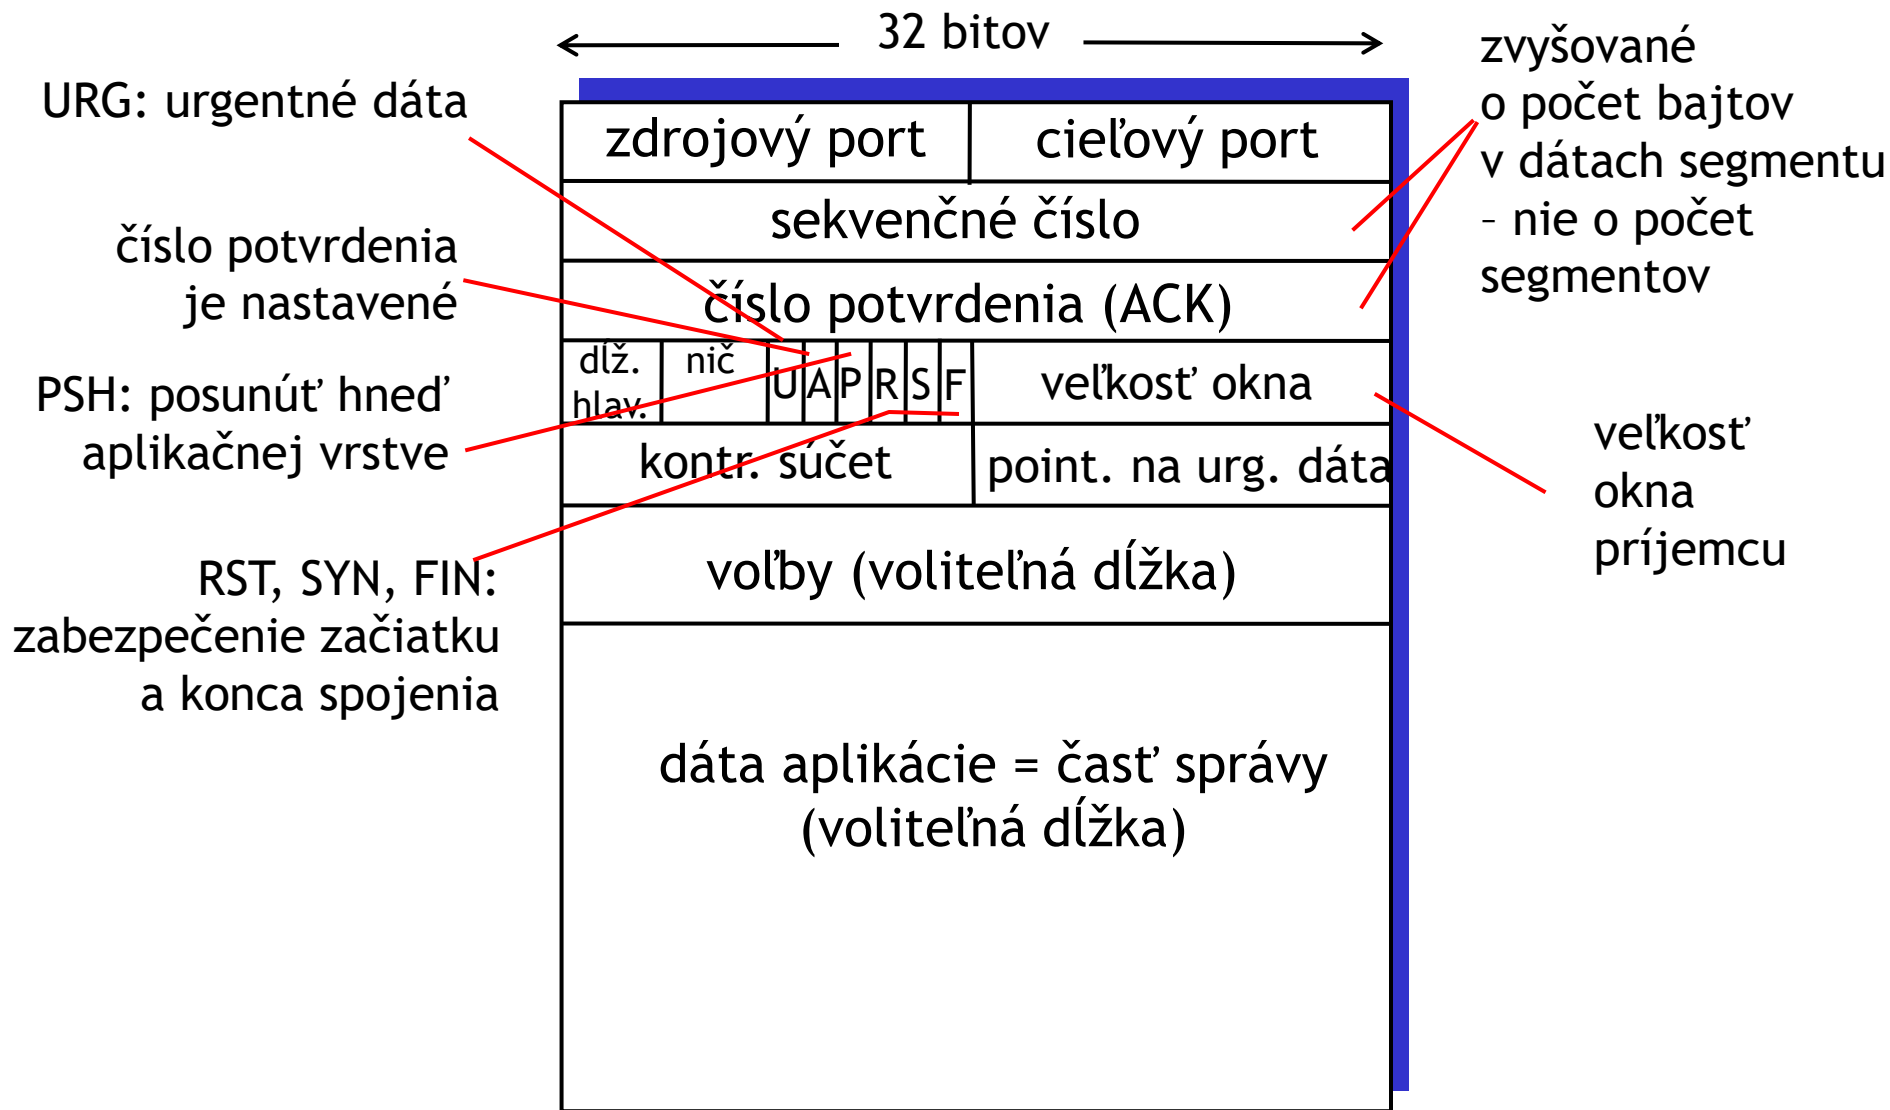 32 bitov
URG: urgentné dáta
číslo potvrdenia
je nastavené
PSH: posunúť hneď
aplikačnej vrstve
RST, SYN, FIN:
zabezpečenie začiatku
a konca spojenia
zdrojový port
cieľový port
sekvenčné číslo
číslo potvrdenia (ACK)
dĺž.
hlav.
nič
U A P R S F
veľkosť okna
kontr. súčet
point. na urg. dáta
voľby (voliteľná dĺžka)
dáta aplikácie = časť správy
(voliteľná dĺžka)
zvyšované
o počet bajtov
v dátach segmentu
– nie o počet
segmentov
veľkosť
okna
príjemcu